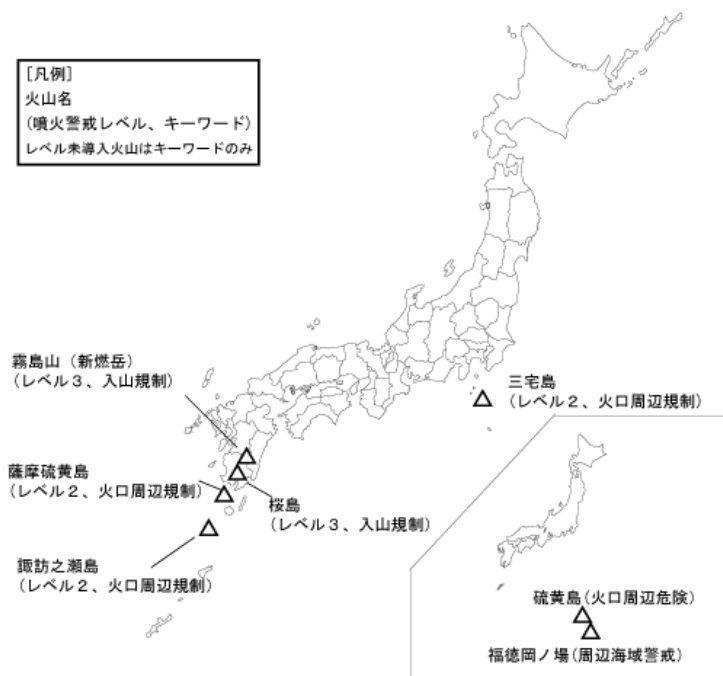 ［凡例］
火山名
（噴火警戒レベル、キーワード）
レベル未導入火山はキーワードのみ
霧島山（新燃岳）
（レベル３、入山規制）
三宅島
（レベル２、火口周辺規制）
薩摩硫黄島
（レベル２、火口周辺規制）
桜島
（レベル３、入山規制）
諏訪之瀬島
（レベル２、火口周辺規制）
硫黄島(火口周辺危険)
福徳岡ノ場(周辺海域警戒)